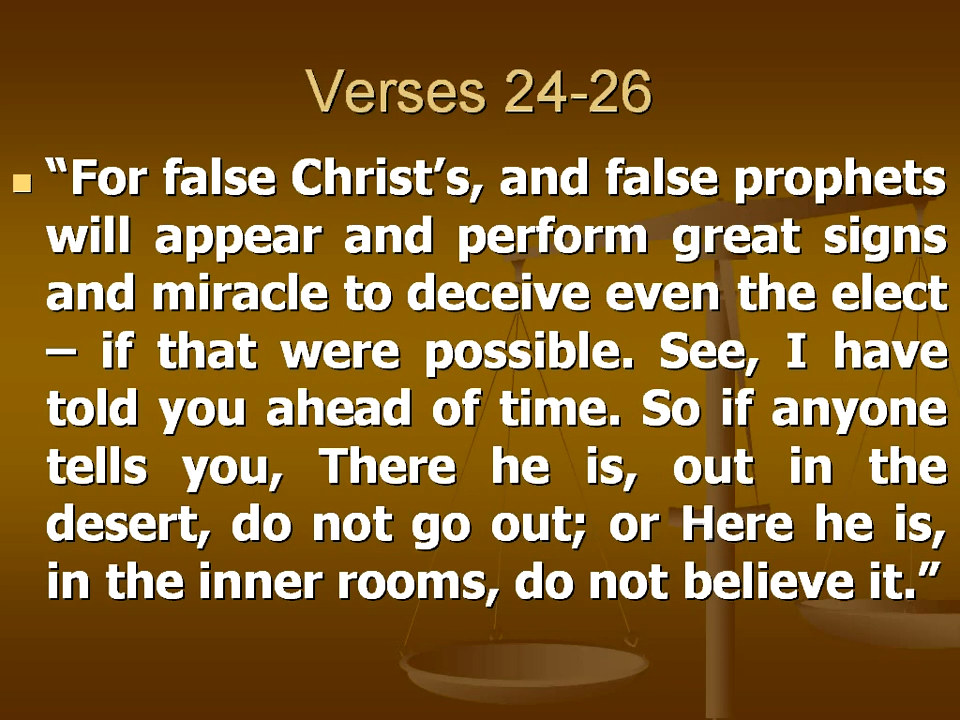 Verses 24-26
“For false Christ’s, and false prophets
will appear and perform great signs
and miracle to deceive even the elect
– if that were possible. See, I have
told you ahead of time. So if anyone
tells you, There he is, out in the
desert, do not go out; or Here he is,
in the inner rooms, do not believe it.”